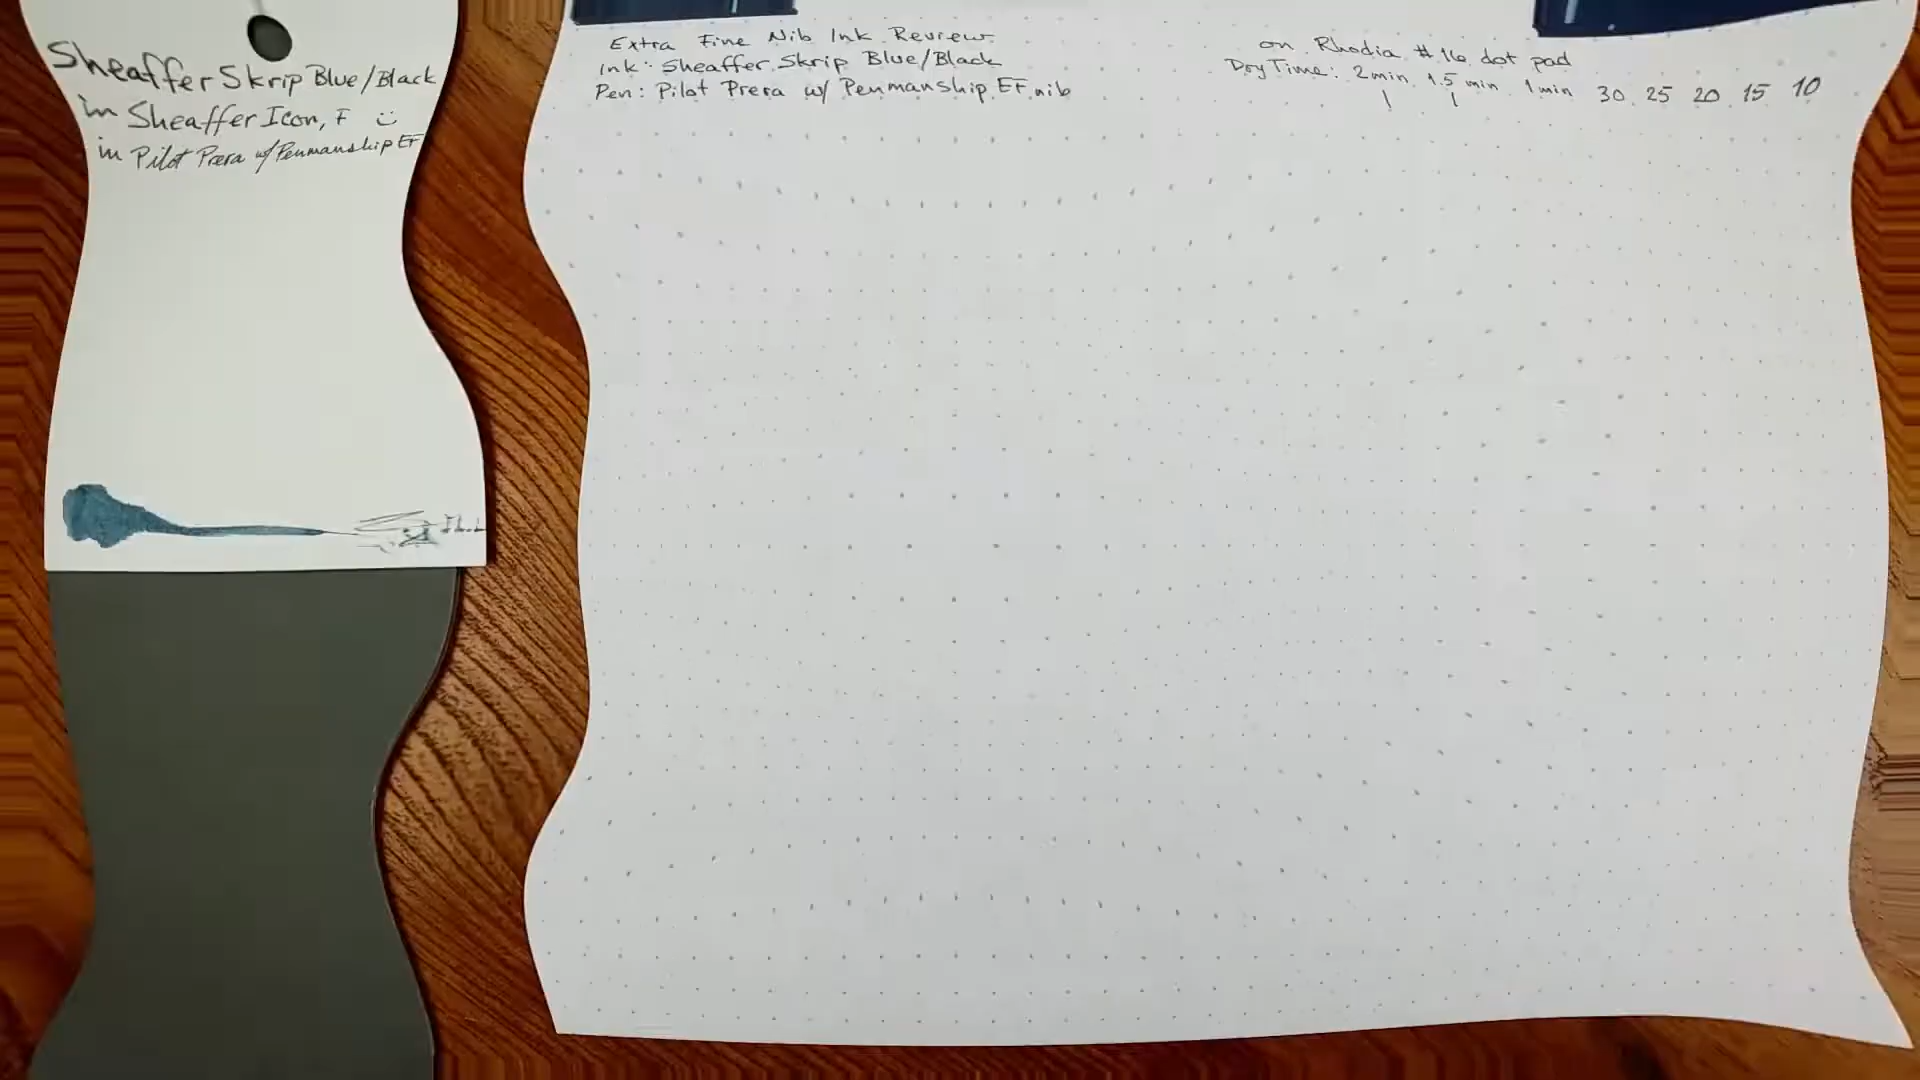 Sheaffer Skrip Blue/Black
in Sheaffer Icon, F
in Pilot Prera w/ Penmanship EF
Extra Fine Nib Ink Review
Ink: Sheaffer Skrip Blue/Black
Pen: Pilot Prera w/ Penmanship EF nib
on Rhodia #16 dot pad
Dry Time: 2 min 1.5 min 1 min 30 25 20 15 10